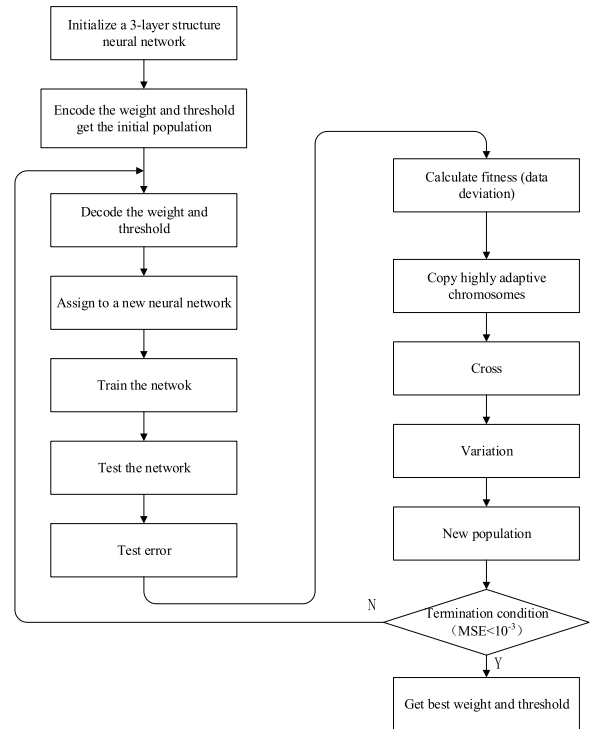 Initialize a 3-layer structure
neural network
Encode the weight and threshold
get the initial population
Decode the weight and
threshold
Assign to a new neural network
Train the netwok
Test the network
Test error
Calculate fitness (data
deviation)
Copy highly adaptive
chromosomes
Cross
Variation
New population
N
Termination condition
（MSE<10⁻³）
Y
Get best weight and threshold